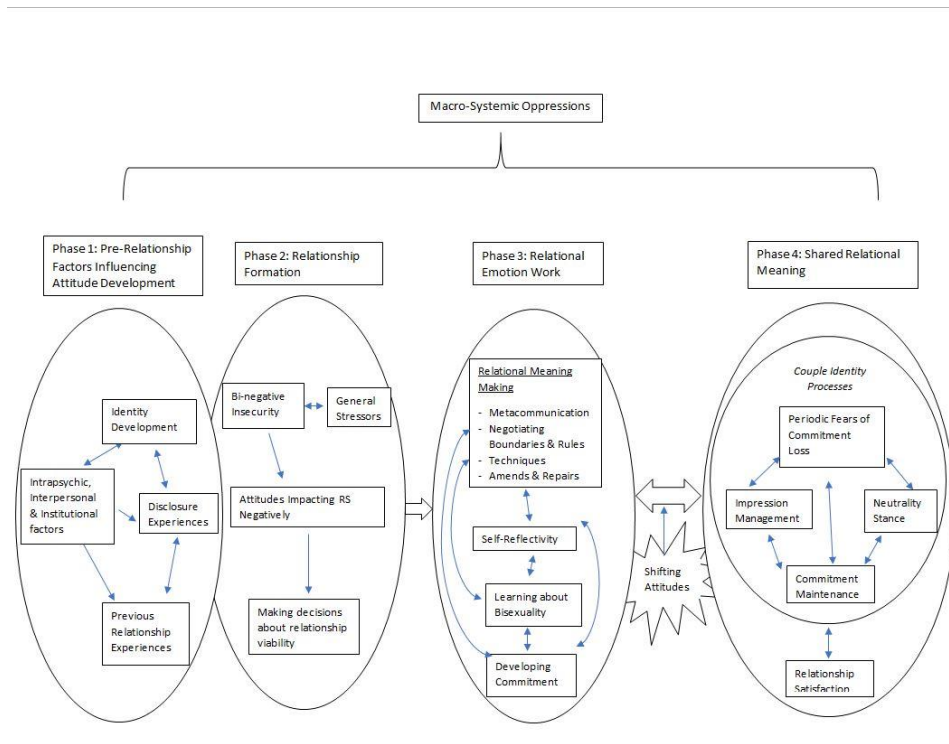 Macro-Systemic Oppressions
Phase 1: Pre-Relationship
Factors Influencing
Attitude Development
Phase 2: Relationship
Formation
Phase 3: Relational
Emotion Work
Phase 4: Shared Relational
Meaning
Identity
Development
Intrapsychic,
Interpersonal
& Institutional
factors
Disclosure
Experiences
Previous
Relationship
Experiences
Bi-negative
Insecurity
General
Stressors
Attitudes Impacting RS
Negatively
Making decisions
about relationship
viability
Relational Meaning
Making
- Metacommunication
- Negotiating
Boundaries & Rules
- Techniques
- Amends & Repairs
Self-Reflectivity
Learning about
Bisexuality
Developing
Commitment
Shifting
Attitudes
Couple Identity
Processes
Periodic Fears of
Commitment
Loss
Impression
Management
Neutrality
Stance
Commitment
Maintenance
Relationship
Satisfaction